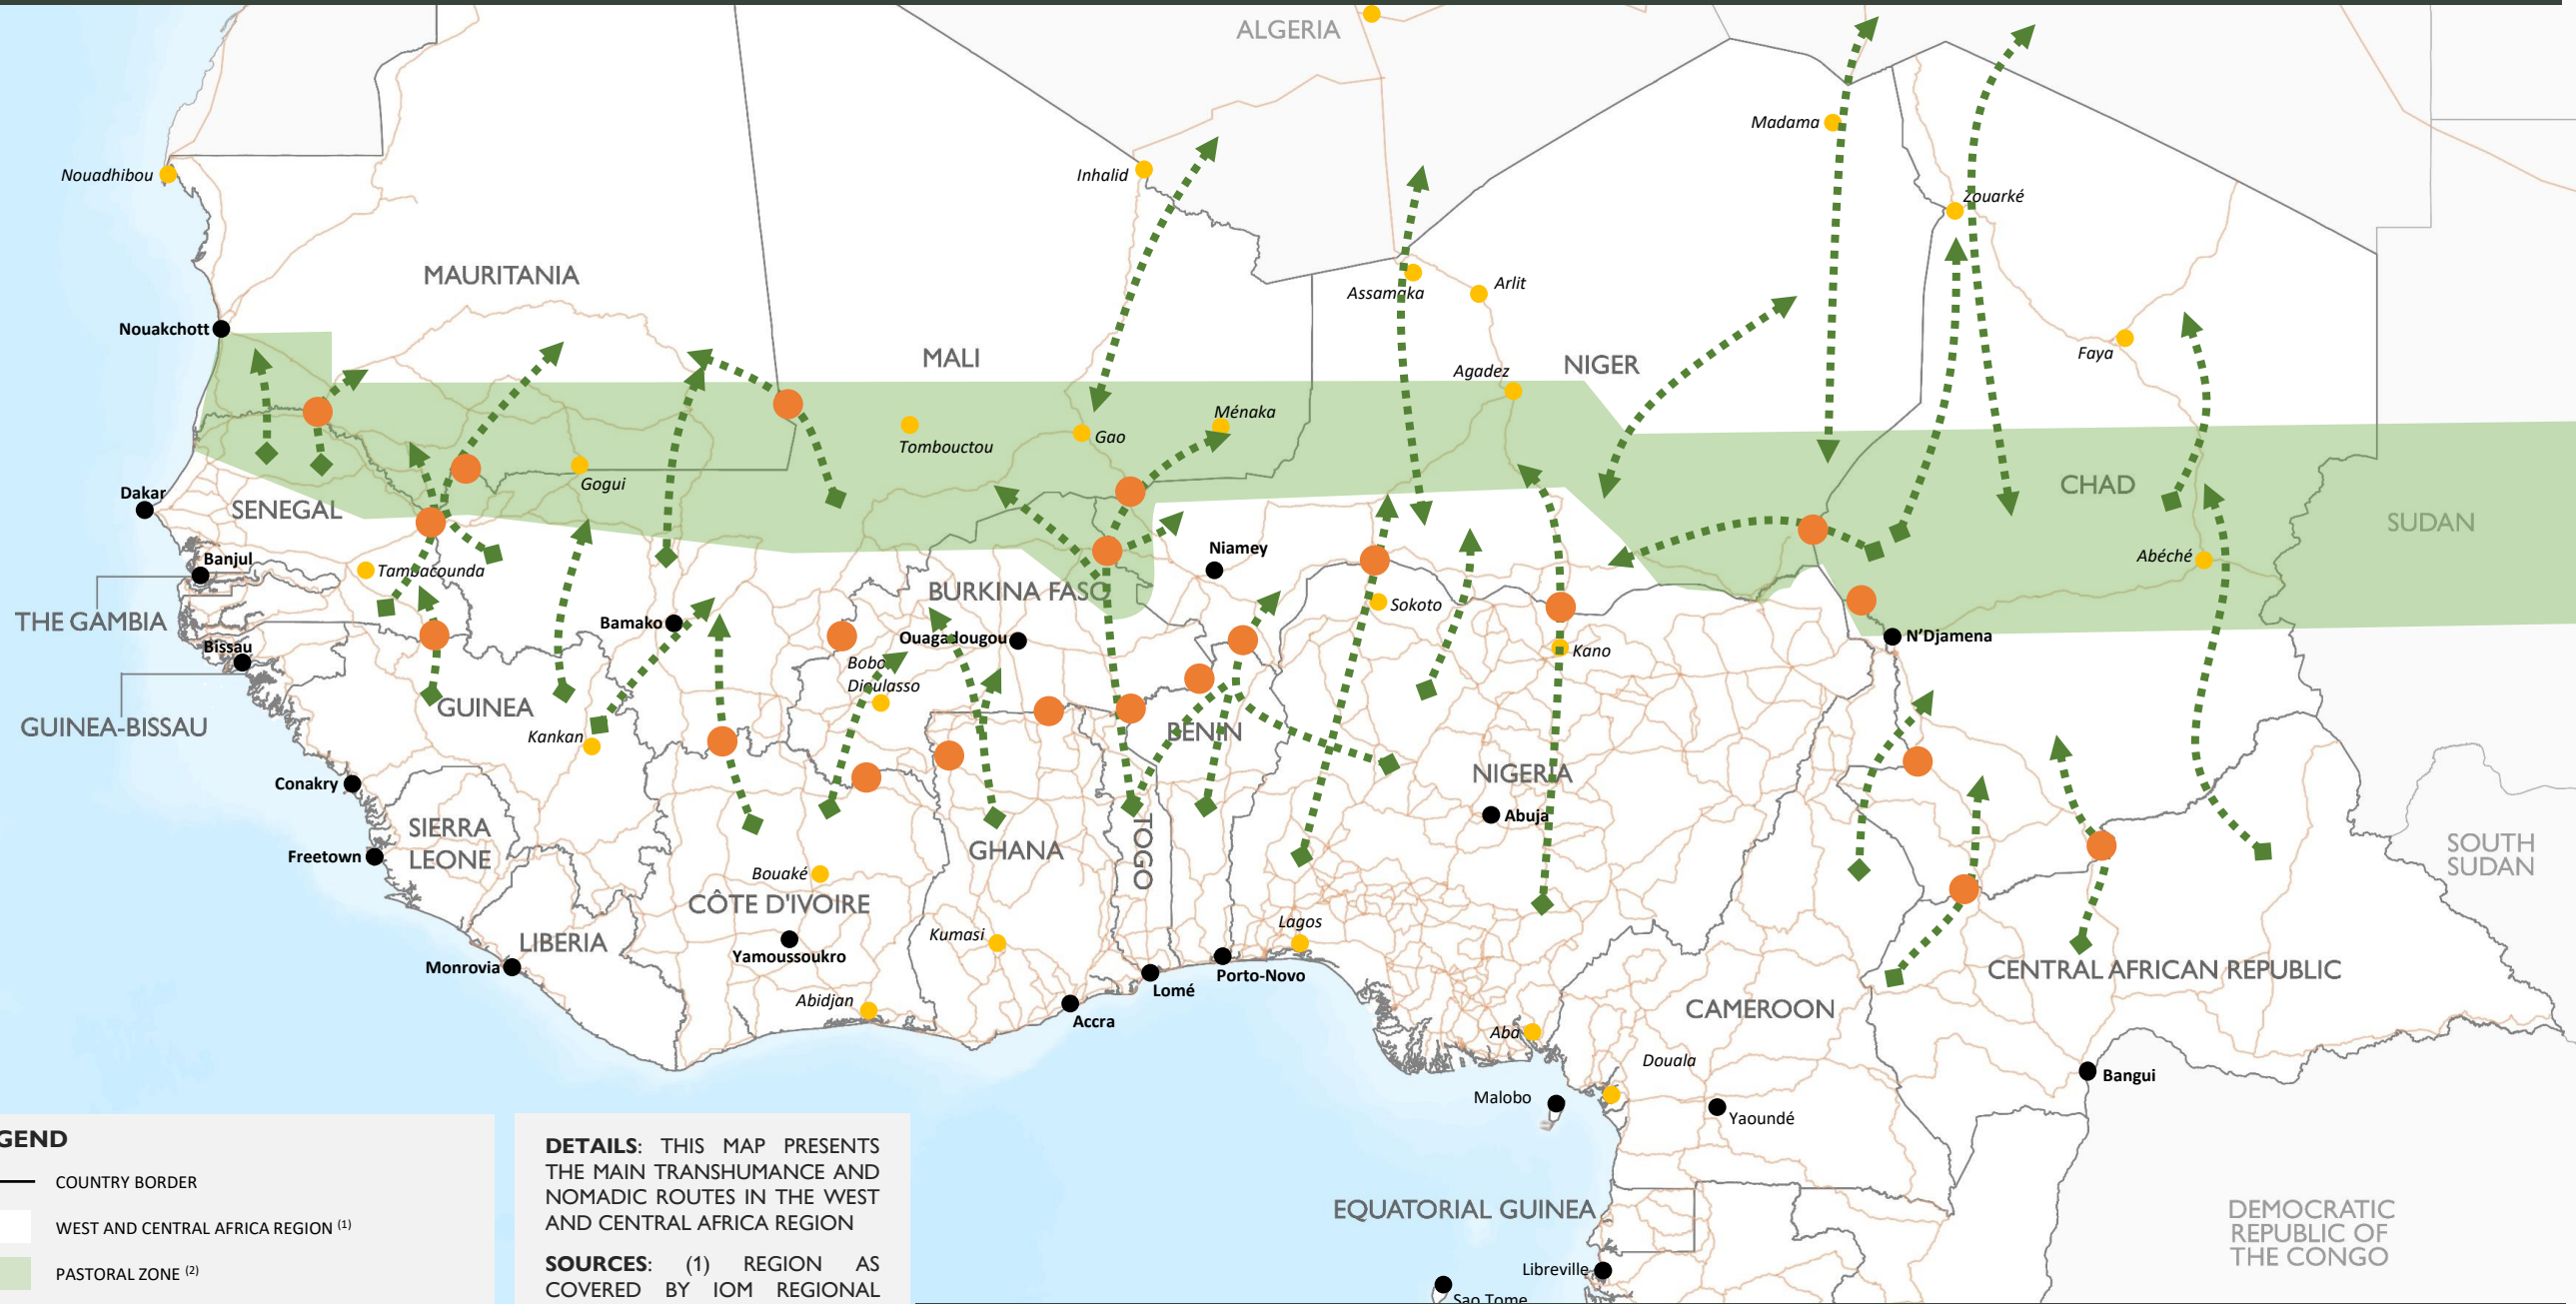 ALGERIA
Madama
Nouadhibou
Inhalid
Zouarké
MAURITANIA
Assamaka
Arlit
Nouakchott
MALI
NIGER
Faya
Agadez
Ménaka
Tombouctou
Gao
Gogui
CHAD
Dakar
SENEGAL
SUDAN
Niamey
Abéché
Banjul
Tambacounda
BURKINA FASO
Sokoto
THE GAMBIA
Bamako
Ouagadougou
N'Djamena
Bissau
Kano
Bobo
Dioulasso
GUINEA
GUINEA-BISSAU
Kankan
BENIN
NIGERIA
Conakry
Abuja
SIERRA
LEONE
Freetown
GHANA
TOGO
SOUTH
SUDAN
Bouaké
CÔTE D'IVOIRE
Lagos
Kumasi
LIBERIA
Yamoussoukro
Monrovia
Porto-Novo
CENTRAL AFRICAN REPUBLIC
Lomé
Abidjan
Accra
CAMEROON
Aba
Douala
Bangui
Malobo
Yaoundé
EQUATORIAL GUINEA
DEMOCRATIC
REPUBLIC OF
THE CONGO
Libreville
Sao Tome
GEND
COUNTRY BORDER
WEST AND CENTRAL AFRICA REGION (1)
PASTORAL ZONE (2)
DETAILS: THIS MAP PRESENTS
THE MAIN TRANSHUMANCE AND
NOMADIC ROUTES IN THE WEST
AND CENTRAL AFRICA REGION
SOURCES: (1) REGION AS
COVERED BY IOM REGIONAL